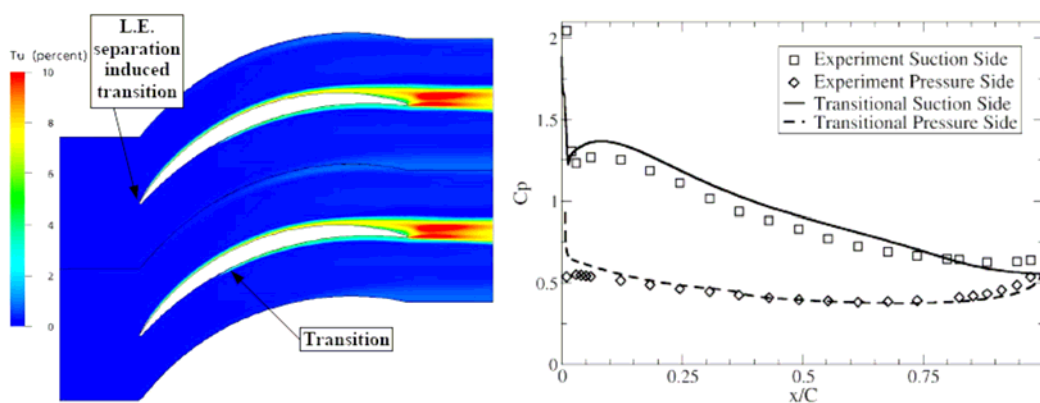 L.E.
separation
induced
transition
Tu (percent)
10
8
6
4
2
0
Transition
Experiment Suction Side
Experiment Pressure Side
Transitional Suction Side
Transitional Pressure Side
Cp
2
1.5
1
0.5
0
0
0.25
0.5
0.75
x/C